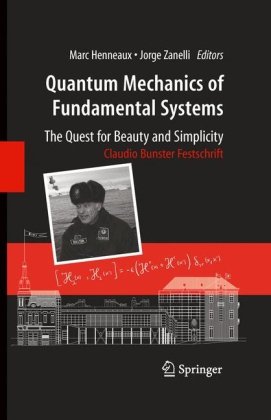 Marc Henneaux • Jorge Zanelli Editors
Quantum Mechanics of
Fundamental Systems
The Quest for Beauty and Simplicity
Claudio Bunster Festschrift
Springer